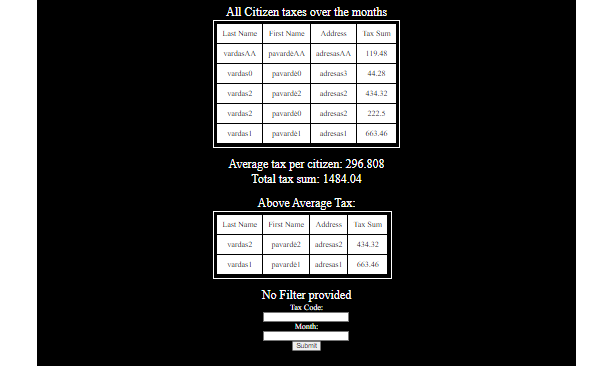 All Citizen taxes over the months
Last Name First Name Address Tax Sum
vardasAA pavardėAA adresasAA 119.48
vardas0 pavardė0 adresas3 44.28
vardas2 pavardė2 adresas2 434.32
vardas2 pavardė0 adresas2 222.5
vardas1 pavardė1 adresas1 663.46
Average tax per citizen: 296.808
Total tax sum: 1484.04
Above Average Tax:
Last Name First Name Address Tax Sum
vardas2 pavardė2 adresas2 434.32
vardas1 pavardė1 adresas1 663.46
No Filter provided
Tax Code:
Month:
Submit